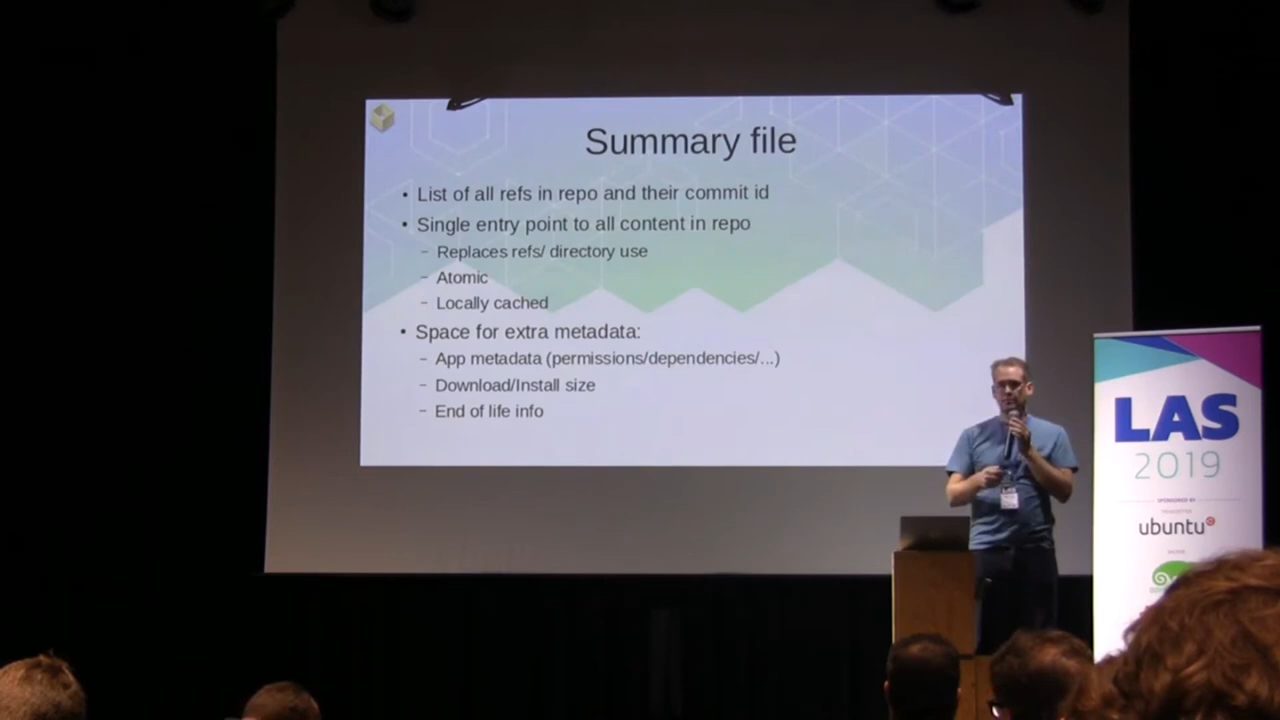 Summary file
• List of all refs in repo and their commit id
• Single entry point to all content in repo
– Replaces refs/ directory use
– Atomic
– Locally cached
• Space for extra metadata:
– App metadata (permissions/dependencies/...)
– Download/Install size
– End of life info
LAS
2019
SPONSORED BY
ubuntu